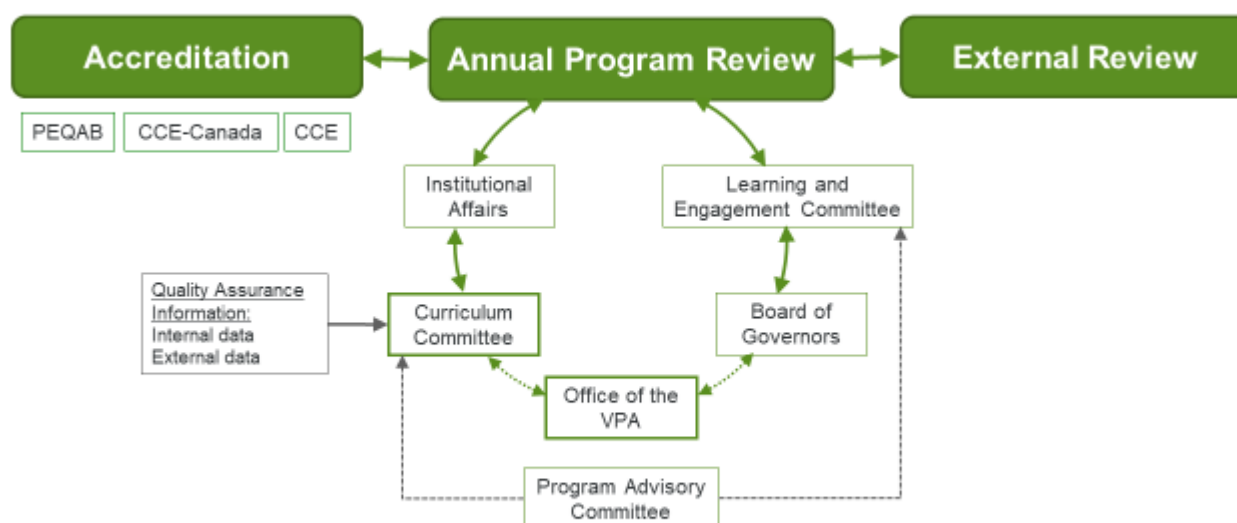 Accreditation
Annual Program Review
External Review
PEQAB
CCE-Canada
CCE
Institutional
Affairs
Learning and
Engagement Committee
Quality Assurance
Information:
Internal data
External data
Curriculum
Committee
Board of
Governors
Office of the
VPA
Program Advisory
Committee